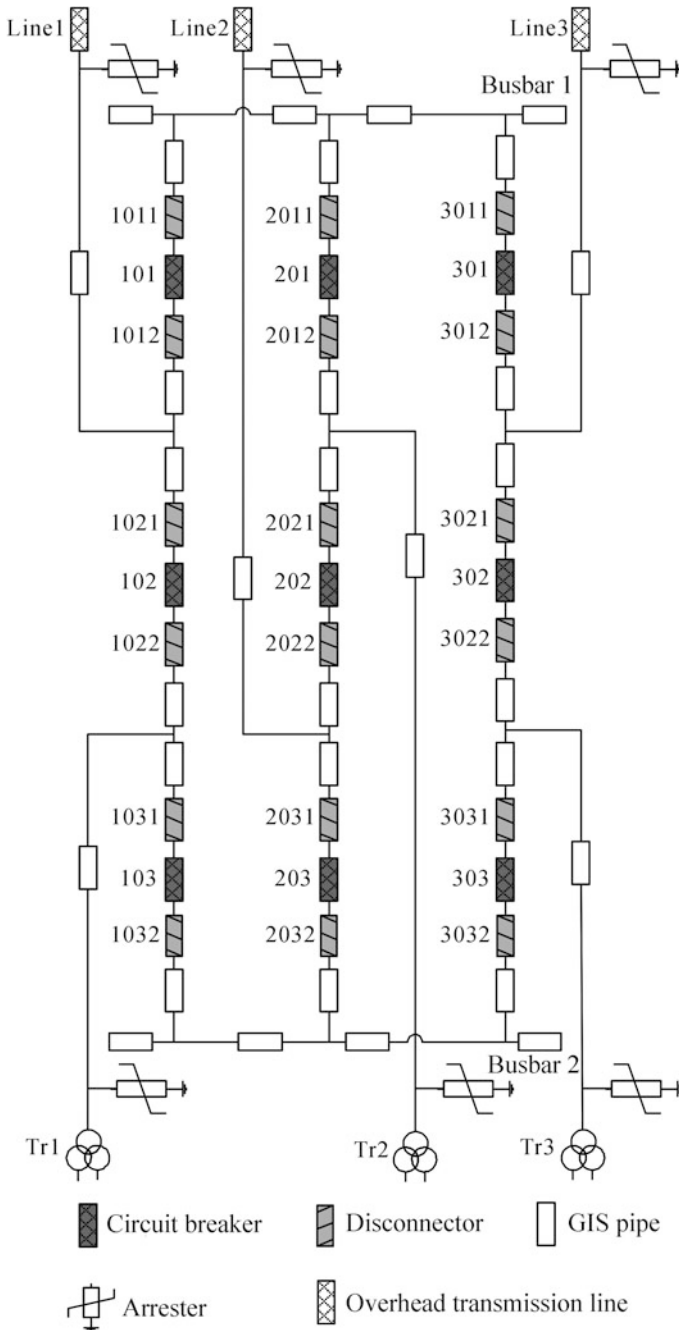 Line1
Line2
Line3
Busbar 1
1011
2011
3011
101
201
301
1012
2012
3012
1021
2021
3021
102
202
302
1022
2022
3022
1031
2031
3031
103
203
303
1032
2032
3032
Busbar 2
Tr1
Tr2
Tr3
Circuit breaker
Disconnector
GIS pipe
Arrester
Overhead transmission line